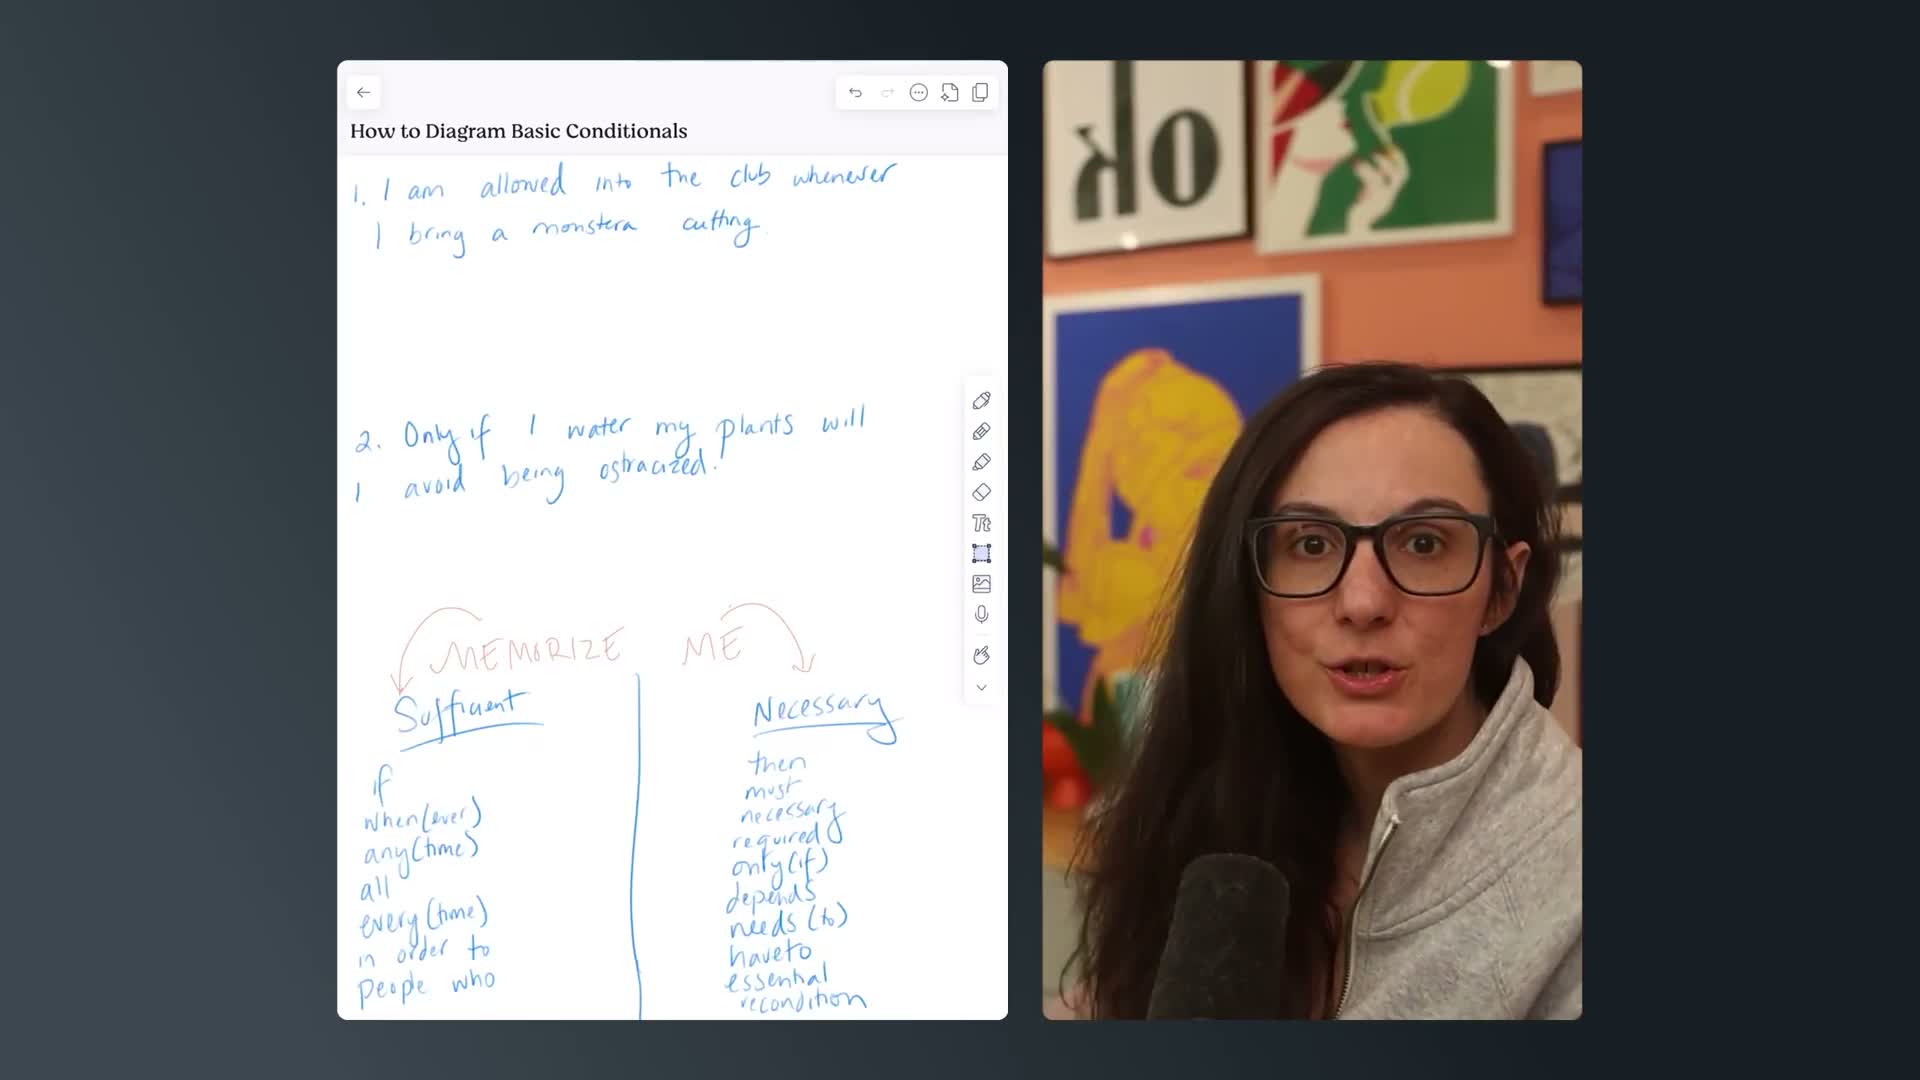 How to Diagram Basic Conditionals
1. I am allowed into the club whenever
I bring a monstera cutting.
2. Only if I water my plants will
I avoid being ostracized.
MEMORIZE ME
Sufficient
if
when(ever)
any(time)
all
every(time)
in order to
people who
Necessary
then
must
necessary
required
only(if)
depends
needs (to)
have to
essential
recondition
Tt
ok